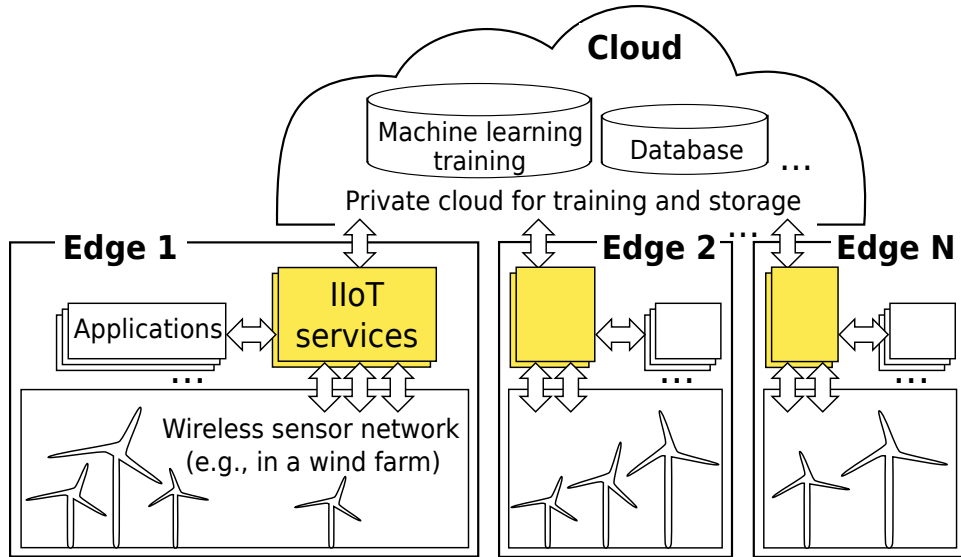 Cloud
Machine learning
training
Database
...
Private cloud for training and storage
...
Edge 1
Edge 2
Edge N
IIoT
services
Applications
...
...
...
Wireless sensor network
(e.g., in a wind farm)